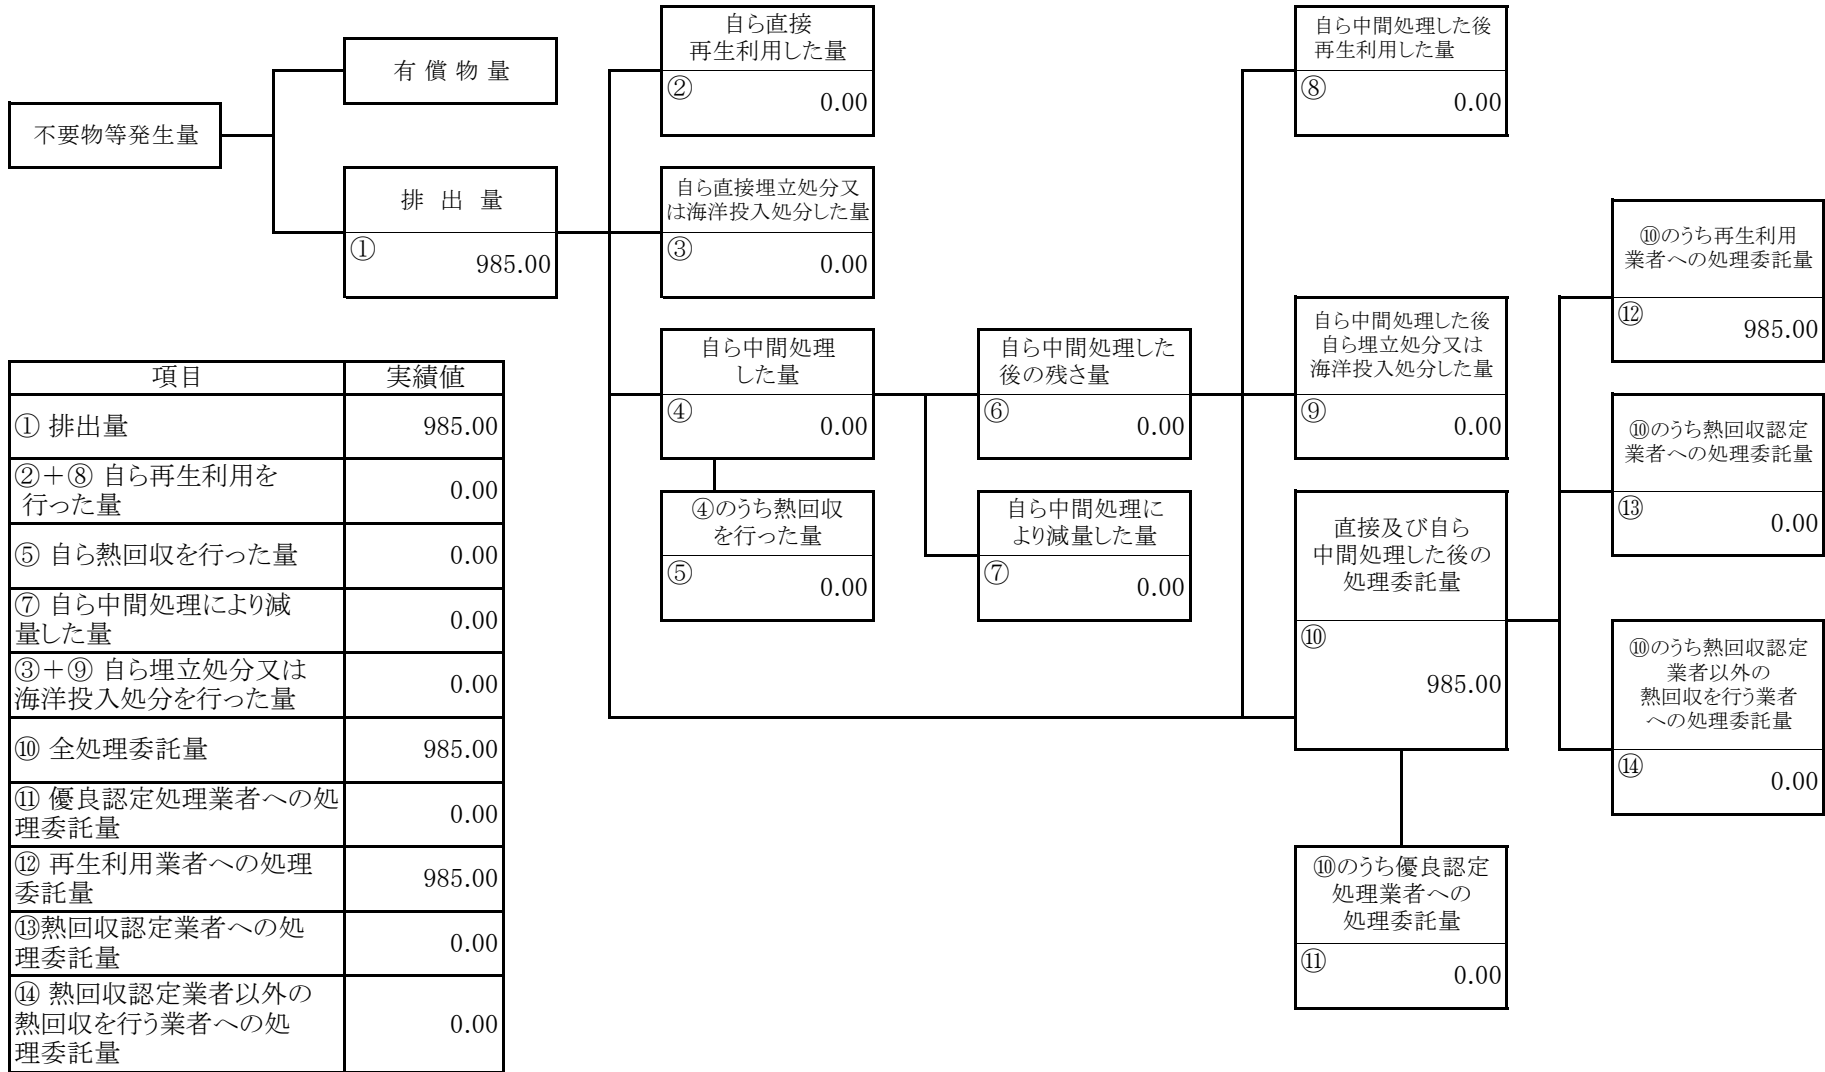 不要物等発生量
有 償 物 量
排 出 量
①
985.00
自ら直接
再生利用した量
②
0.00
自ら直接埋立処分又
は海洋投入処分した量
③
0.00
自ら中間処理
した量
④
0.00
④のうち熱回収
を行った量
⑤
0.00
自ら中間処理した
後の残さ量
⑥
0.00
自ら中間処理に
より減量した量
⑦
0.00
自ら中間処理した後
再生利用した量
⑧
0.00
自ら中間処理した後
自ら埋立処分又は
海洋投入処分した量
⑨
0.00
直接及び自ら
中間処理した後の
処理委託量
⑩
985.00
⑩のうち優良認定
処理業者への
処理委託量
⑪
0.00
⑩のうち再生利用
業者への処理委託量
⑫
985.00
⑩のうち熱回収認定
業者への処理委託量
⑬
0.00
⑩のうち熱回収認定
業者以外の
熱回収を行う業者
への処理委託量
⑭
0.00
項目 実績値
① 排出量 985.00
②＋⑧ 自ら再生利用を
行った量 0.00
⑤ 自ら熱回収を行った量 0.00
⑦ 自ら中間処理により減
量した量 0.00
③＋⑨ 自ら埋立処分又は
海洋投入処分を行った量 0.00
⑩ 全処理委託量 985.00
⑪ 優良認定処理業者への処
理委託量 0.00
⑫ 再生利用業者への処理
委託量 985.00
⑬熱回収認定業者への処
理委託量 0.00
⑭ 熱回収認定業者以外の
熱回収を行う業者への処
理委託量 0.00